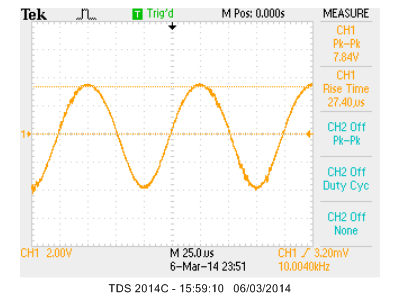 Tek T Trig'd M Pos: 0.000s MEASURE
CH1
Pk-Pk
7.84V
CH1
Rise Time
27.40µs
CH2 Off
Pk-Pk
CH2 Off
Duty Cyc
CH2 Off
None
1
CH1 2.00V M 25.0µs CH1 3.20mV
6-Mar-14 23:51 10.0040kHz
TDS 2014C - 15:59:10 06/03/2014